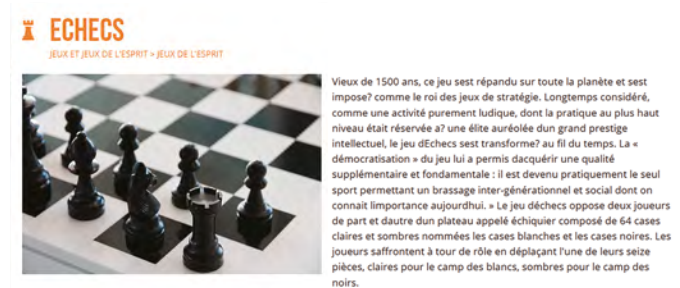 ECHECS
JEUX ET JEUX DE L'ESPRIT > JEUX DE L'ESPRIT
Vieux de 1500 ans, ce jeu sest répandu sur toute la planète et sest
impose? comme le roi des jeux de stratégie. Longtemps considéré,
comme une activité purement ludique, dont la pratique au plus haut
niveau était réservée a? une élite auréolée dun grand prestige
intellectuel, le jeu dEchecs sest transforme? au fil du temps. La «
démocratisation » du jeu lui a permis dacquérir une qualité
supplémentaire et fondamentale : il est devenu pratiquement le seul
sport permettant un brassage inter-générationnel et social dont on
connait limportance aujourdhui. » Le jeu déchecs oppose deux joueurs
de part et dautre dun plateau appelé échiquier composé de 64 cases
claires et sombres nommées les cases blanches et les cases noires. Les
joueurs saffrontent à tour de rôle en déplaçant l'une de leurs seize
pièces, claires pour le camp des blancs, sombres pour le camp des
noirs.